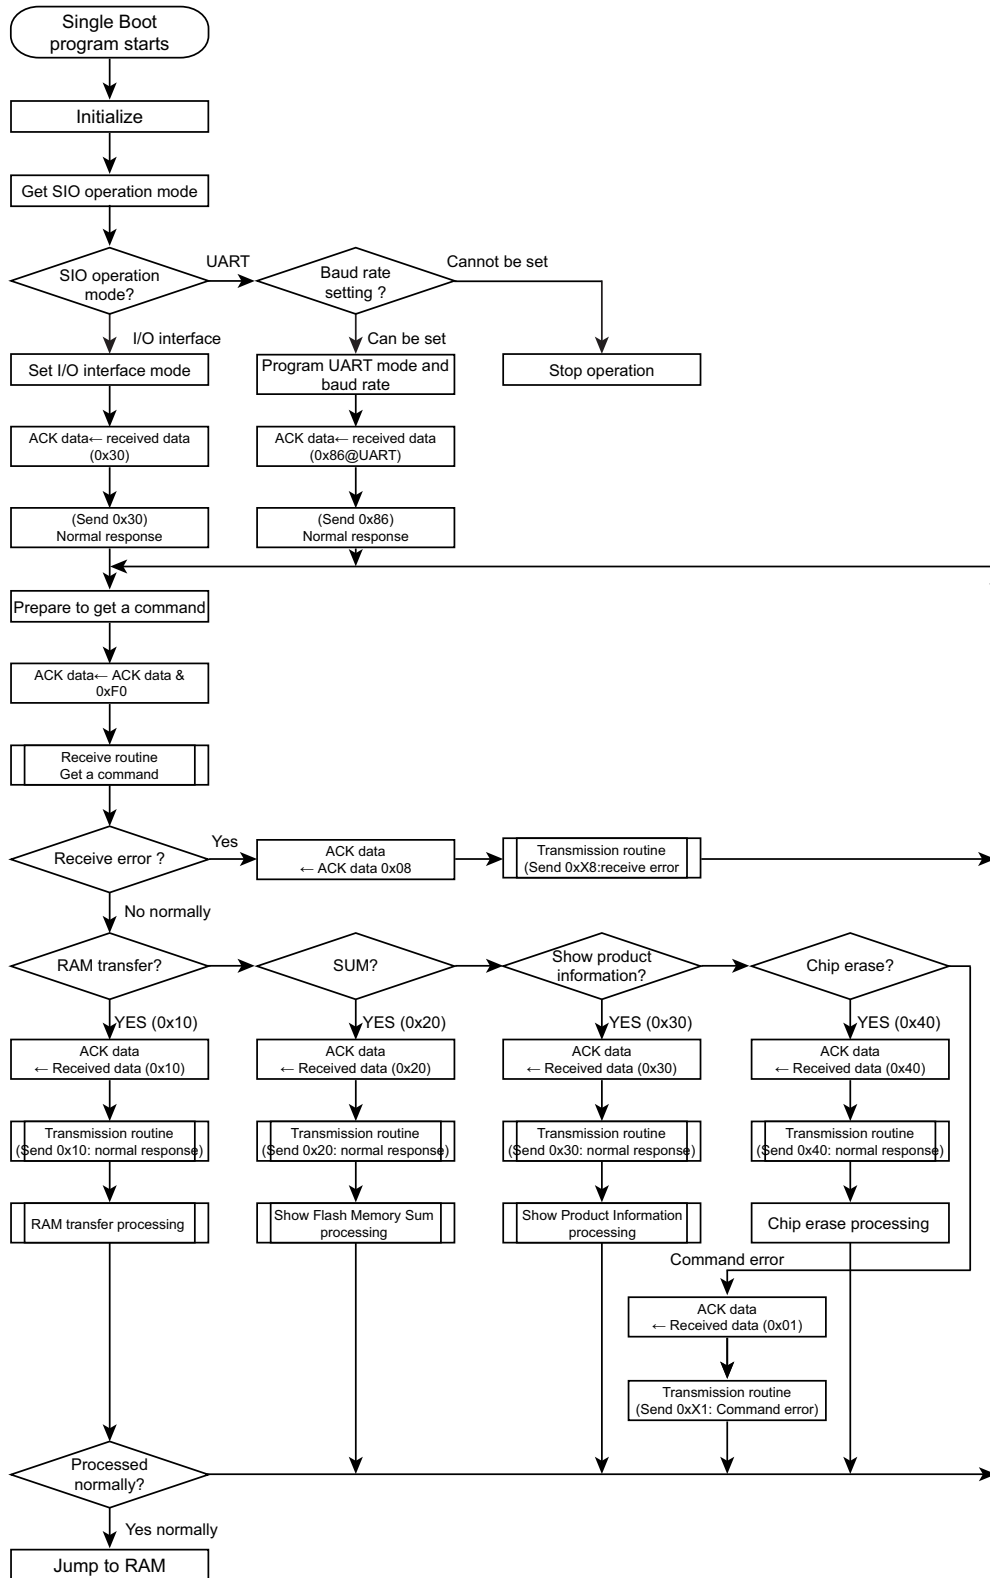 Single Boot
program starts
Initialize
Get SIO operation mode
SIO operation
mode?
UART
Baud rate
setting ?
Cannot be set
I/O interface
Can be set
Set I/O interface mode
Program UART mode and
baud rate
Stop operation
ACK data← received data
(0x30)
ACK data← received data
(0x86@UART)
(Send 0x30)
Normal response
(Send 0x86)
Normal response
Prepare to get a command
ACK data← ACK data &
0xF0
Receive routine
Get a command
Receive error ?
Yes
ACK data
← ACK data 0x08
Transmission routine
(Send 0xX8:receive error
No normally
RAM transfer?
SUM?
Show product
information?
Chip erase?
YES (0x10)
YES (0x20)
YES (0x30)
YES (0x40)
ACK data
← Received data (0x10)
ACK data
← Received data (0x20)
ACK data
← Received data (0x30)
ACK data
← Received data (0x40)
Transmission routine
(Send 0x10: normal response)
Transmission routine
(Send 0x20: normal response)
Transmission routine
(Send 0x30: normal response)
Transmission routine
(Send 0x40: normal response)
RAM transfer processing
Show Flash Memory Sum
processing
Show Product Information
processing
Chip erase processing
Command error
ACK data
← Received data (0x01)
Transmission routine
(Send 0xX1: Command error)
Processed
normally?
Yes normally
Jump to RAM